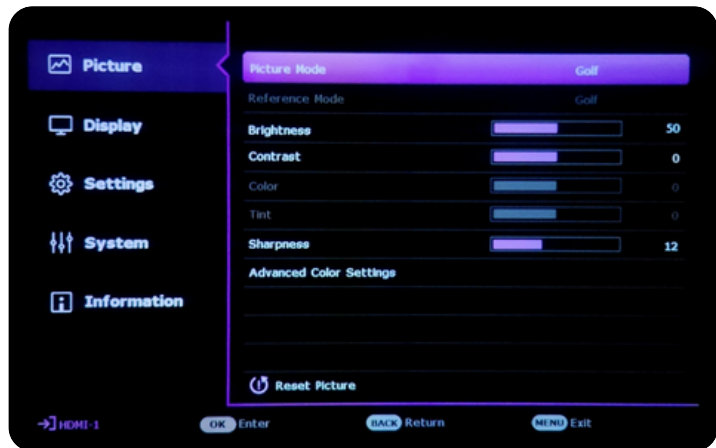 Picture
Display
Settings
System
Information
Picture Mode Golf
Reference Mode Golf
Brightness 50
Contrast 0
Color 0
Tint 0
Sharpness 12
Advanced Color Settings
Reset Picture
HDMI-1 OK Enter BACK Return MENU Exit